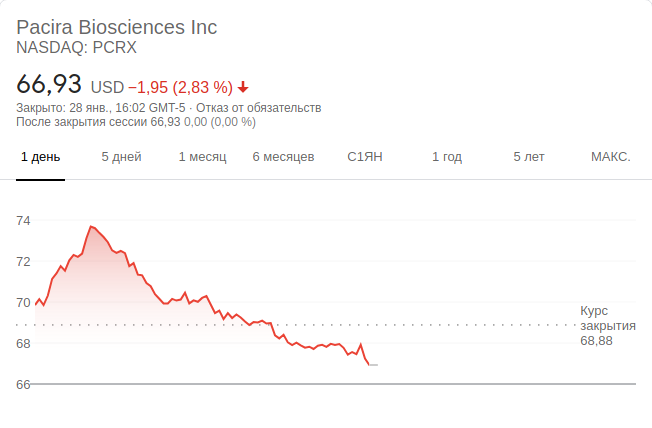 Pacira Biosciences Inc
NASDAQ: PCRX
66,93 USD −1,95 (2,83 %)
Закрыто: 28 янв., 16:02 GMT-5 · Отказ от обязательств
После закрытия сессии 66,93 0,00 (0,00 %)
1 день 5 дней 1 месяц 6 месяцев С1ЯН 1 год 5 лет МАКС.
74
72
70
Курс
закрытия
68,88
68
66